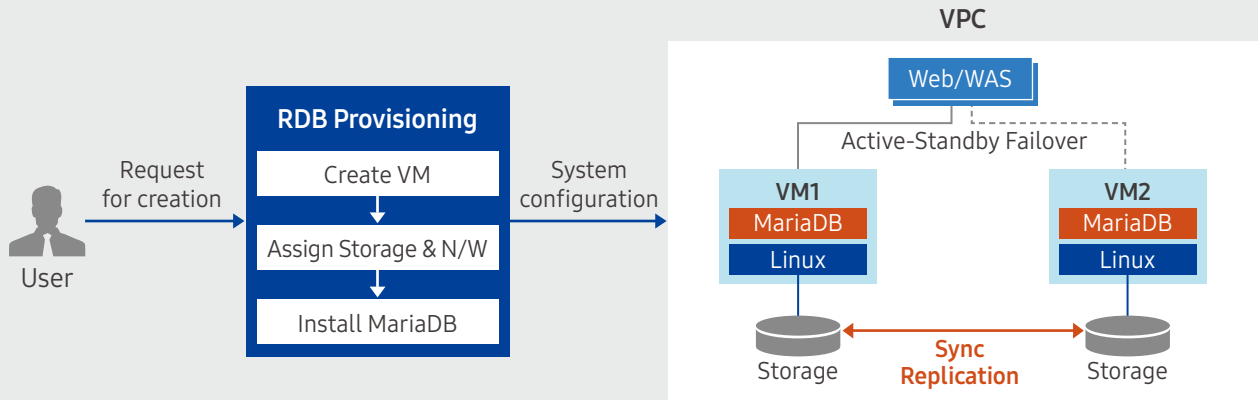 User
Request
for creation
RDB Provisioning
Create VM
Assign Storage & N/W
Install MariaDB
System
configuration
VPC
Web/WAS
Active-Standby Failover
VM1
MariaDB
Linux
Storage
VM2
MariaDB
Linux
Storage
Sync
Replication